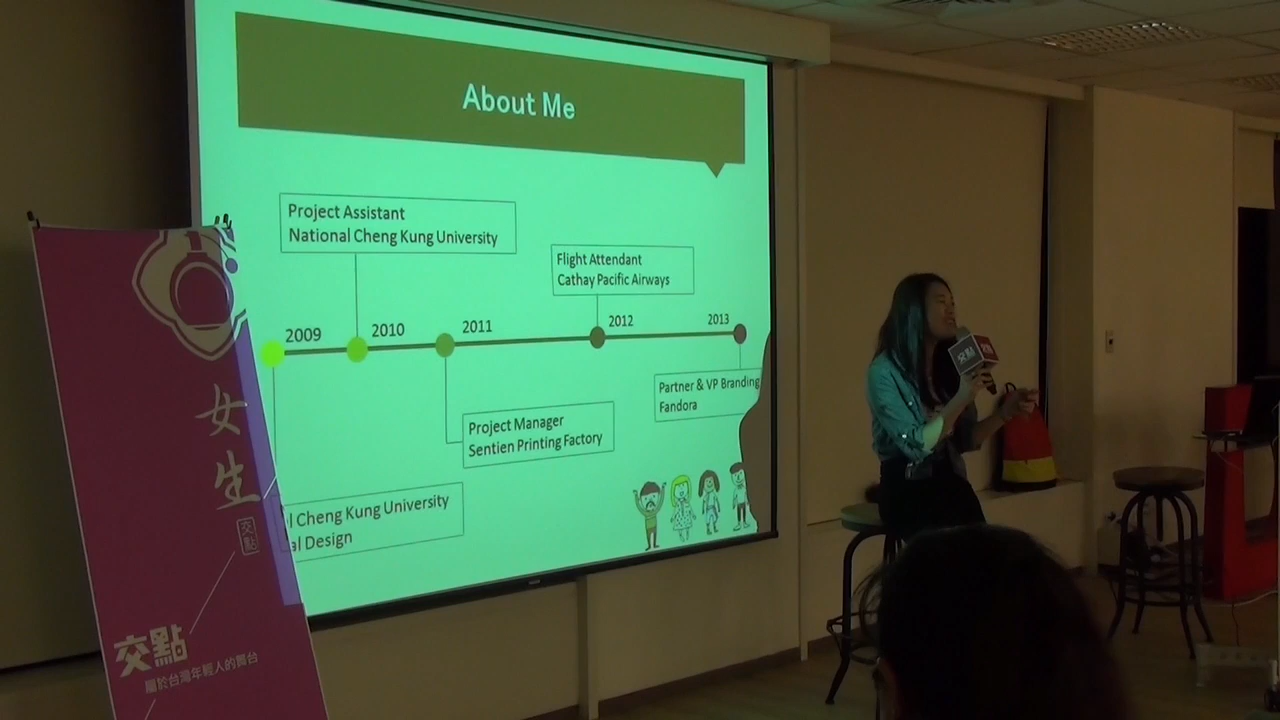 About Me
Project Assistant
National Cheng Kung University
Flight Attendant
Cathay Pacific Airways
2009
2010
2011
2012
2013
Partner & VP Branding
Fandora
Project Manager
Sentien Printing Factory
l Cheng Kung University
al Design
女生
交點
交點
屬於台灣年輕人的舞台
交點